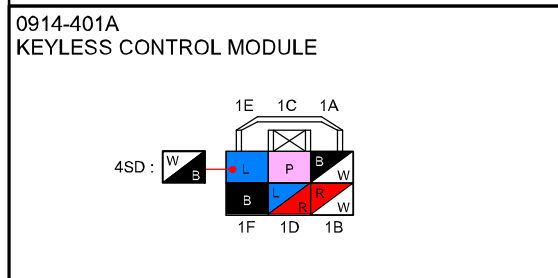 0914-401A
KEYLESS CONTROL MODULE
1E 1C 1A
4SD : W B L P B W
B L R R W
1F 1D 1B